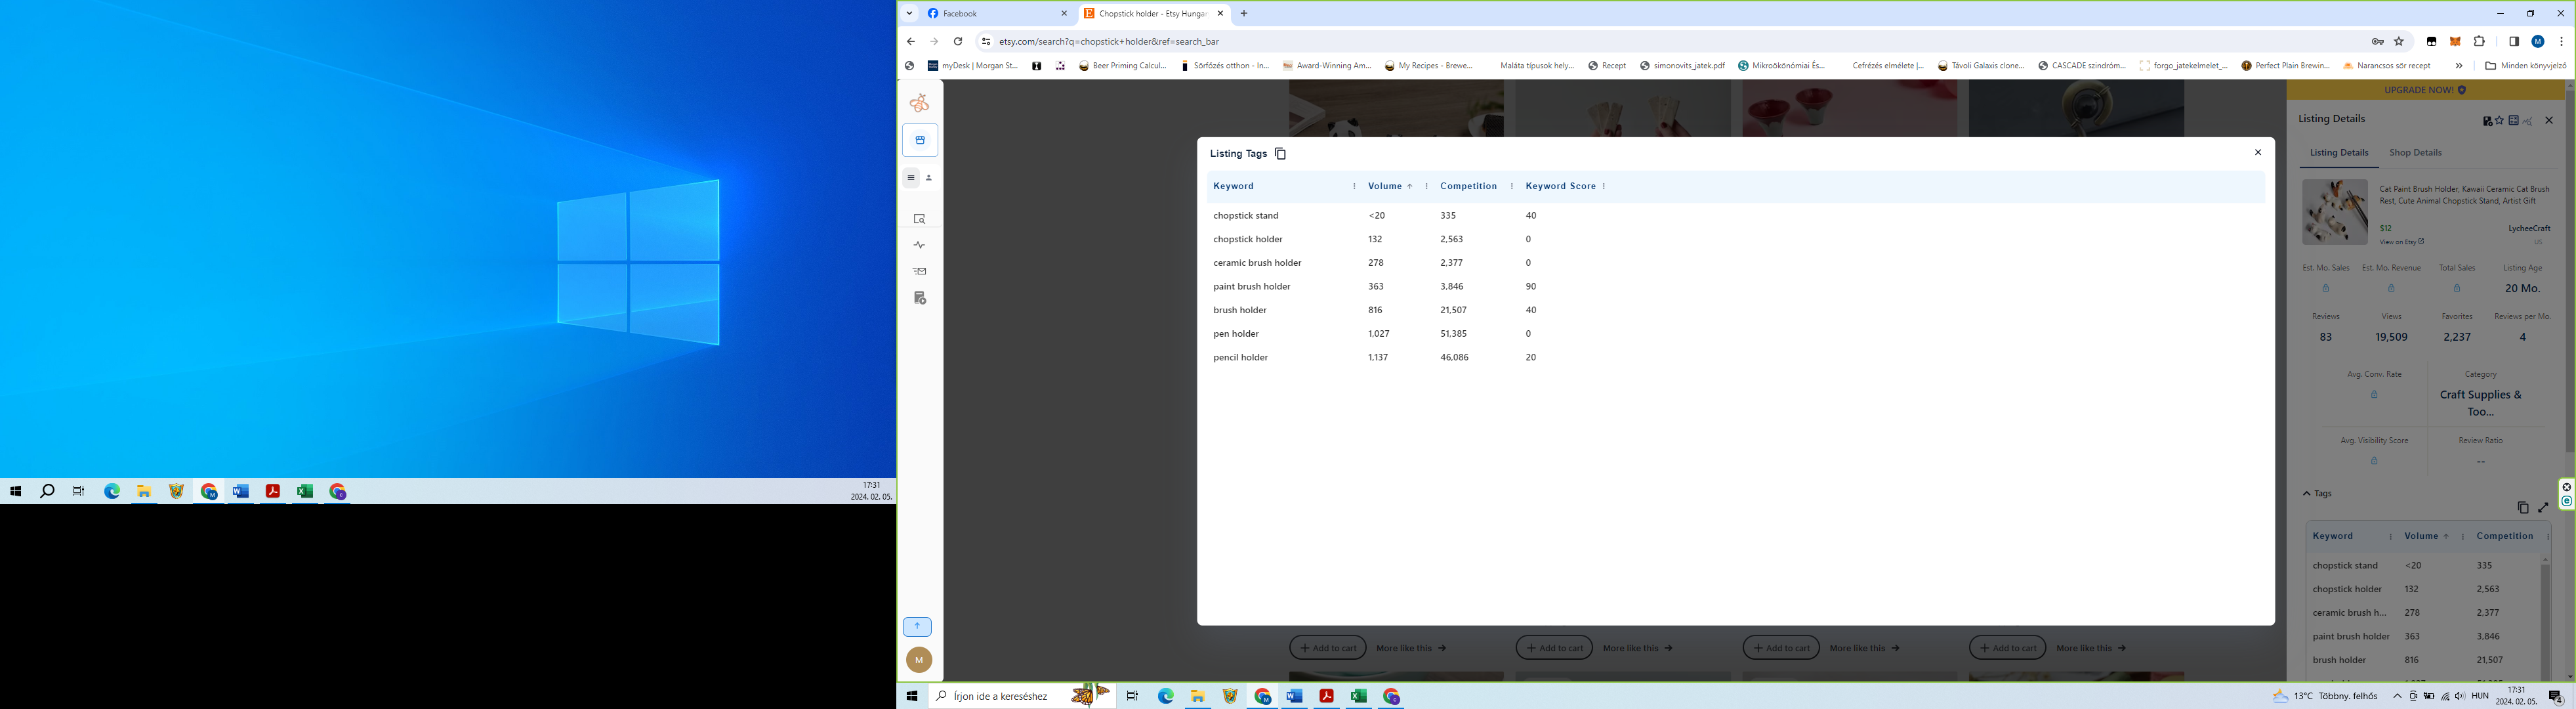 Facebook
Chopstick holder - Etsy Hungar
etsy.com/search?q=chopstick+holder&ref=search_bar
myDesk | Morgan St...
Beer Priming Calcul...
Sörfőzés otthon - In...
Award-Winning Am...
My Recipes - Brewe...
Maláta típusok hely...
Recept
simonovits_jatek.pdf
Mikroökónómiai És...
Cefrézés elmélete |...
Távoli Galaxis clone...
CASCADE szindróm...
forgo_jatekelmelet_...
Perfect Plain Brewin...
Narancsos sör recept
»
Minden könyvjelző
UPGRADE NOW!
Listing Details
Listing Details Shop Details
Cat Paint Brush Holder, Kawaii Ceramic Cat Brush
Rest, Cute Animal Chopstick Stand, Artist Gift
$12 LycheeCraft
View on Etsy US
Est. Mo. Sales Est. Mo. Revenue Total Sales Listing Age
20 Mo.
Reviews Views Favorites Reviews per Mo.
83 19,509 2,237 4
Avg. Conv. Rate Category
Craft Supplies &
Too...
Avg. Visibility Score Review Ratio
--
Tags
Keyword Volume Competition
chopstick stand <20 335
chopstick holder 132 2,563
ceramic brush h... 278 2,377
paint brush holder 363 3,846
brush holder 816 21,507
Listing Tags
Keyword Volume Competition Keyword Score
chopstick stand <20 335 40
chopstick holder 132 2,563 0
ceramic brush holder 278 2,377 0
paint brush holder 363 3,846 90
brush holder 816 21,507 40
pen holder 1,027 51,385 0
pencil holder 1,137 46,086 20
Add to cart More like this
Add to cart More like this
Add to cart More like this
Add to cart More like this
M
17:31
2024. 02. 05.
Írjon ide a kereséshez
13°C Többny. felhős
HUN
17:31
2024. 02. 05.
4